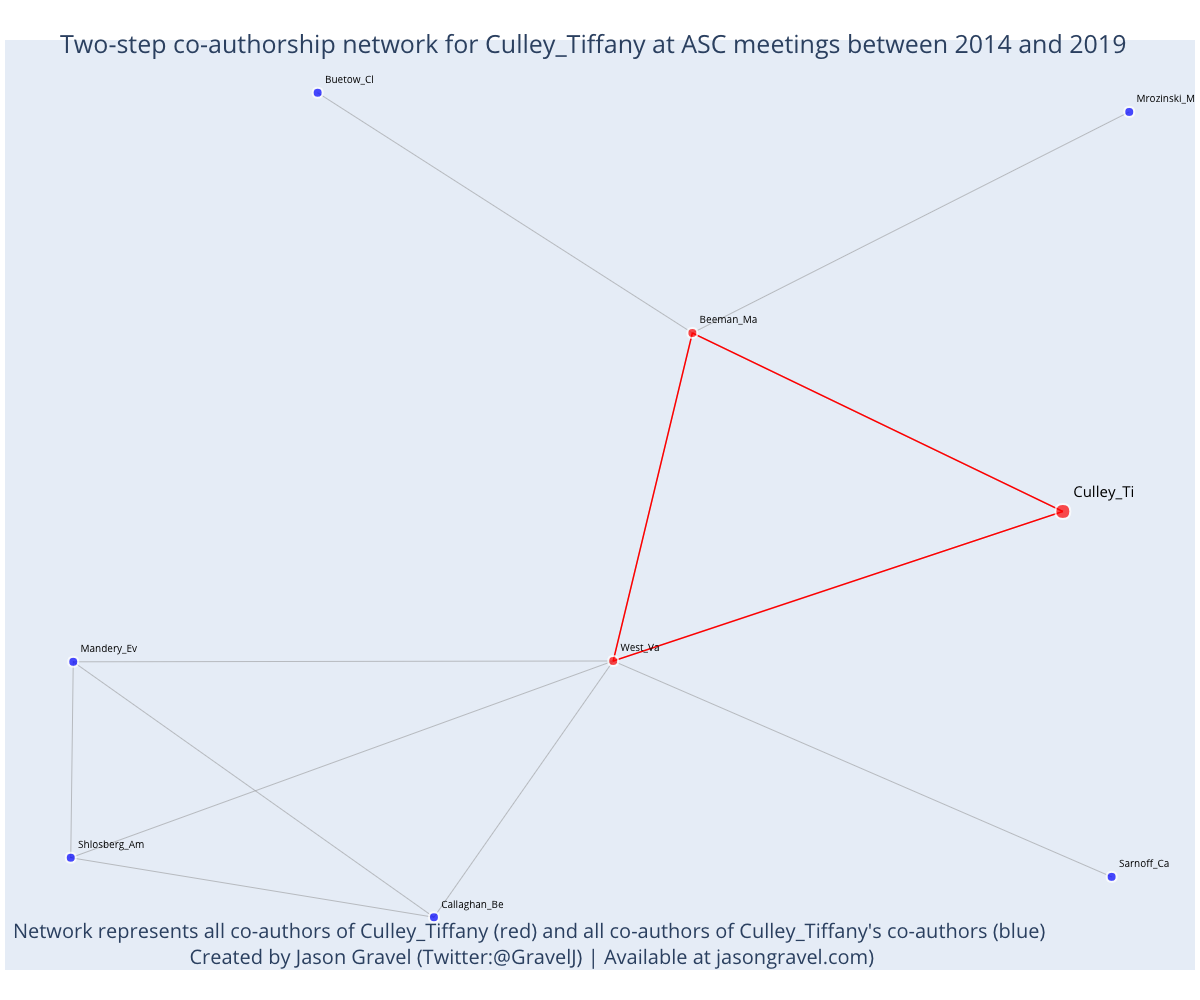 Two-step co-authorship network for Culley_Tiffany at ASC meetings between 2014 and 2019
Buetow_Cl
Mrozinski_M
Beeman_Ma
Culley_Ti
West_Va
Mandery_Ev
Shlosberg_Am
Sarnoff_Ca
Callaghan_Be
Network represents all co-authors of Culley_Tiffany (red) and all co-authors of Culley_Tiffany's co-authors (blue)
Created by Jason Gravel (Twitter:@GravelJ) | Available at jasongravel.com)